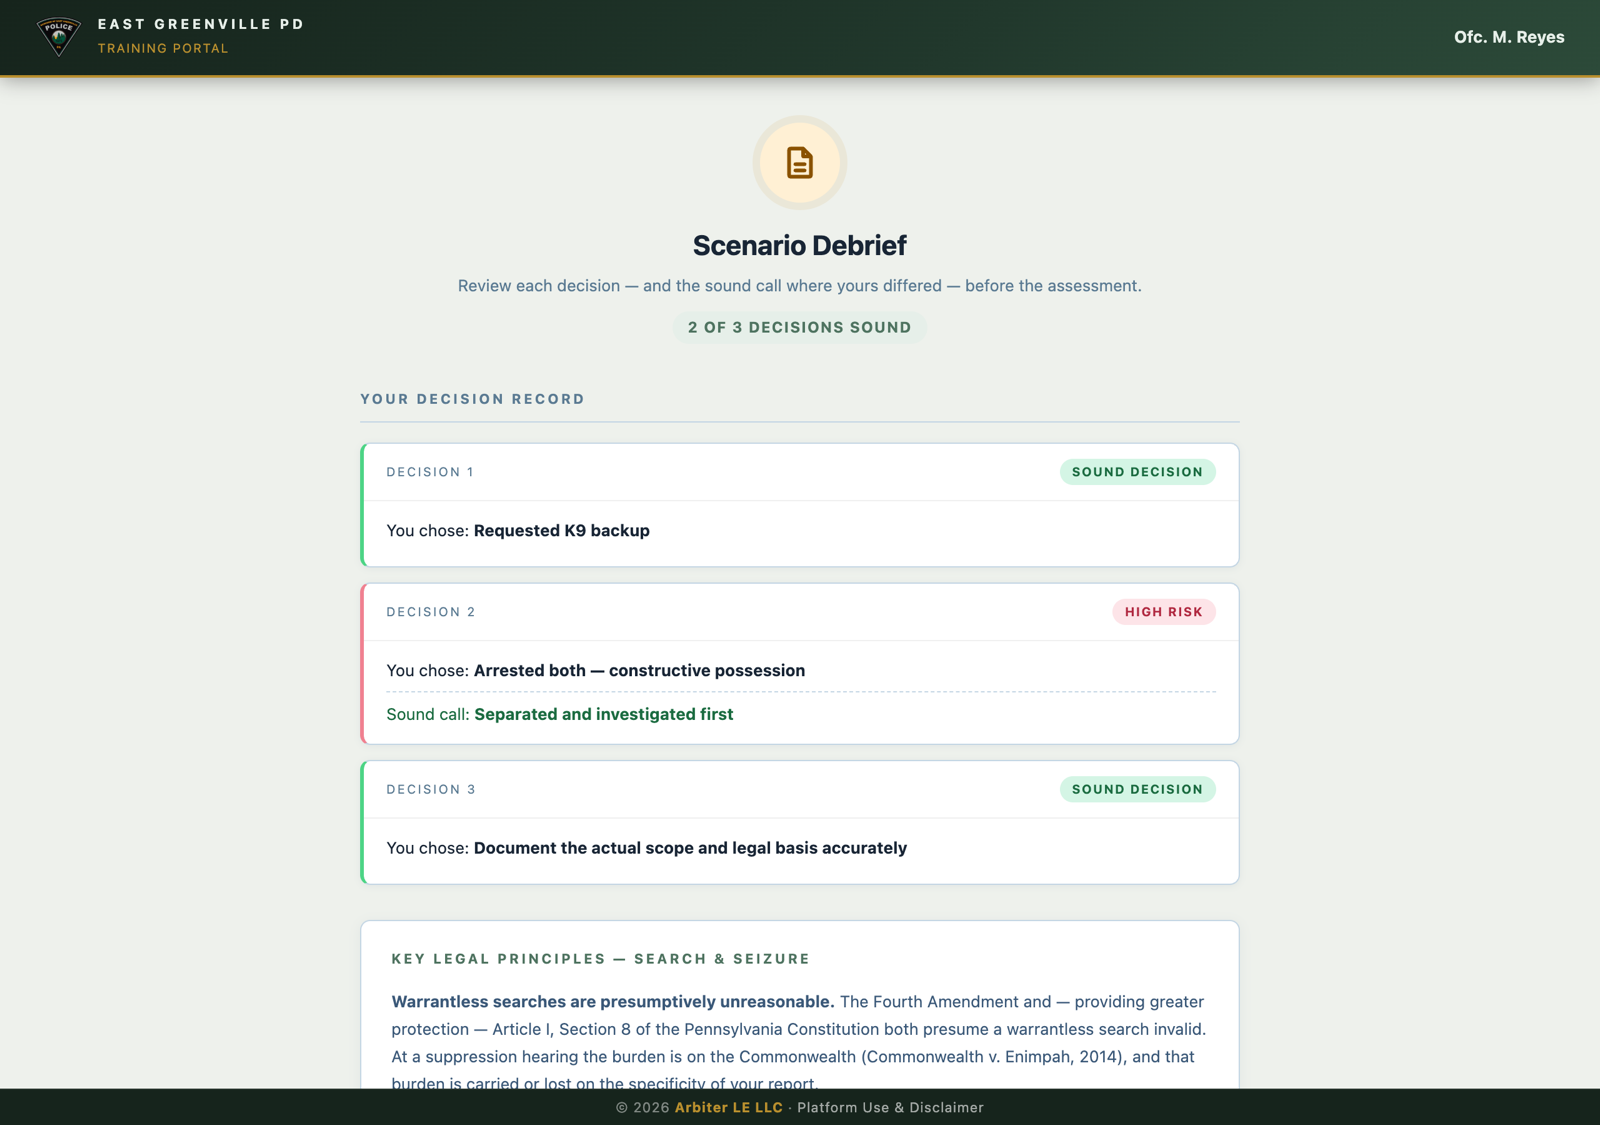 POLICE
EAST GREENVILLE PD
TRAINING PORTAL
Ofc. M. Reyes
Scenario Debrief
Review each decision — and the sound call where yours differed — before the assessment.
2 OF 3 DECISIONS SOUND
YOUR DECISION RECORD
DECISION 1
SOUND DECISION
You chose: Requested K9 backup
DECISION 2
HIGH RISK
You chose: Arrested both — constructive possession
Sound call: Separated and investigated first
DECISION 3
SOUND DECISION
You chose: Document the actual scope and legal basis accurately
KEY LEGAL PRINCIPLES — SEARCH & SEIZURE
Warrantless searches are presumptively unreasonable. The Fourth Amendment and — providing greater
protection — Article I, Section 8 of the Pennsylvania Constitution both presume a warrantless search invalid.
At a suppression hearing the burden is on the Commonwealth (Commonwealth v. Enimpah, 2014), and that
burden is carried or lost on the specificity of your report.
© 2026 Arbiter LE LLC · Platform Use & Disclaimer